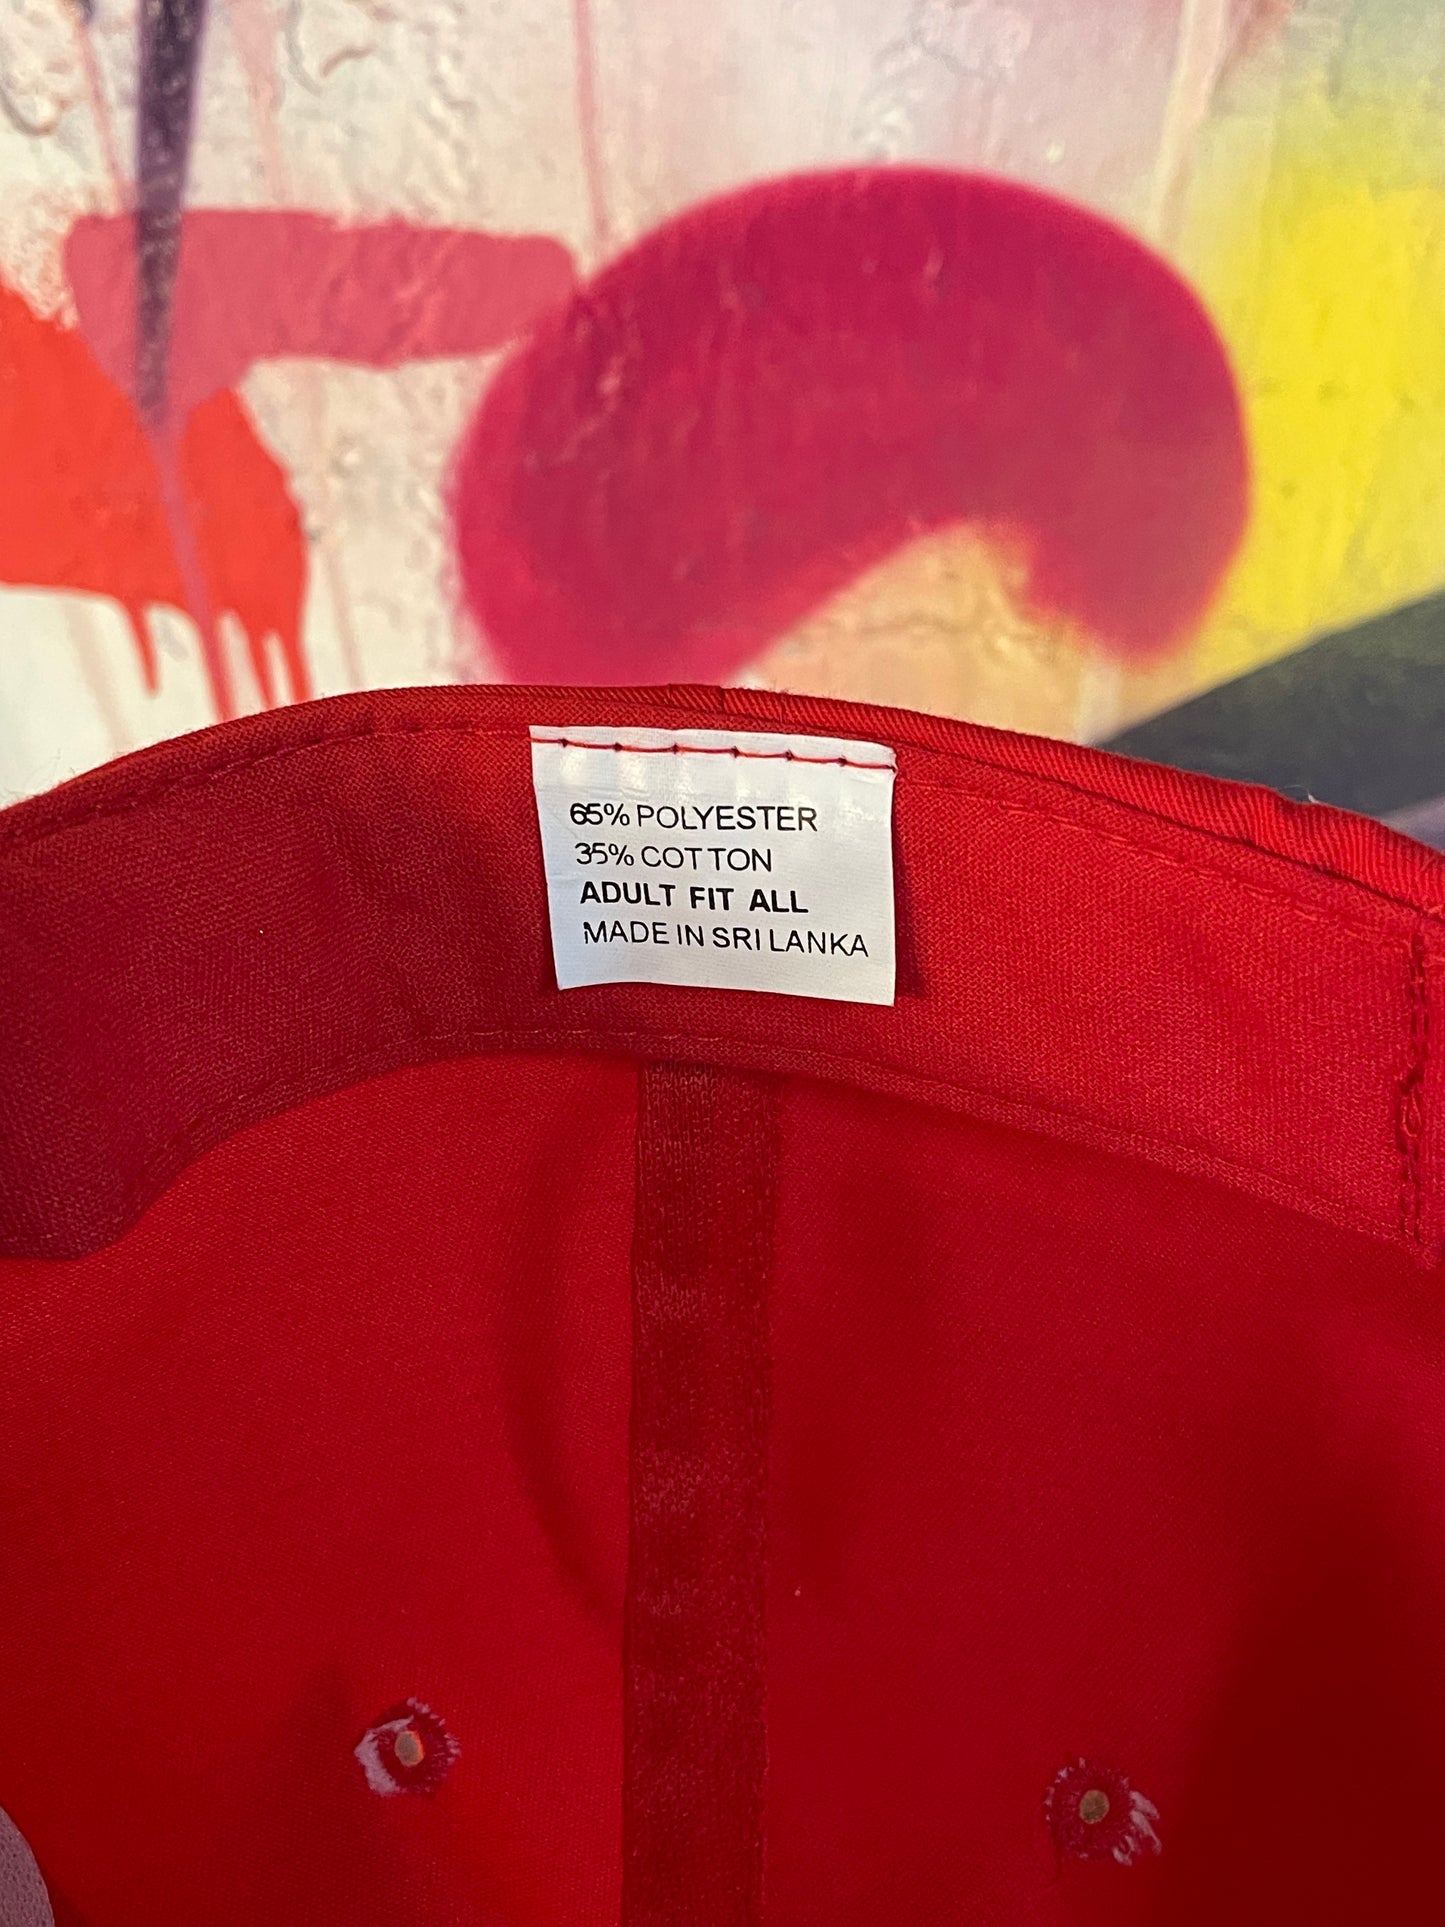 65% POLYESTER
35% COTTON
ADULT FIT ALL
MADE IN SRI LANKA